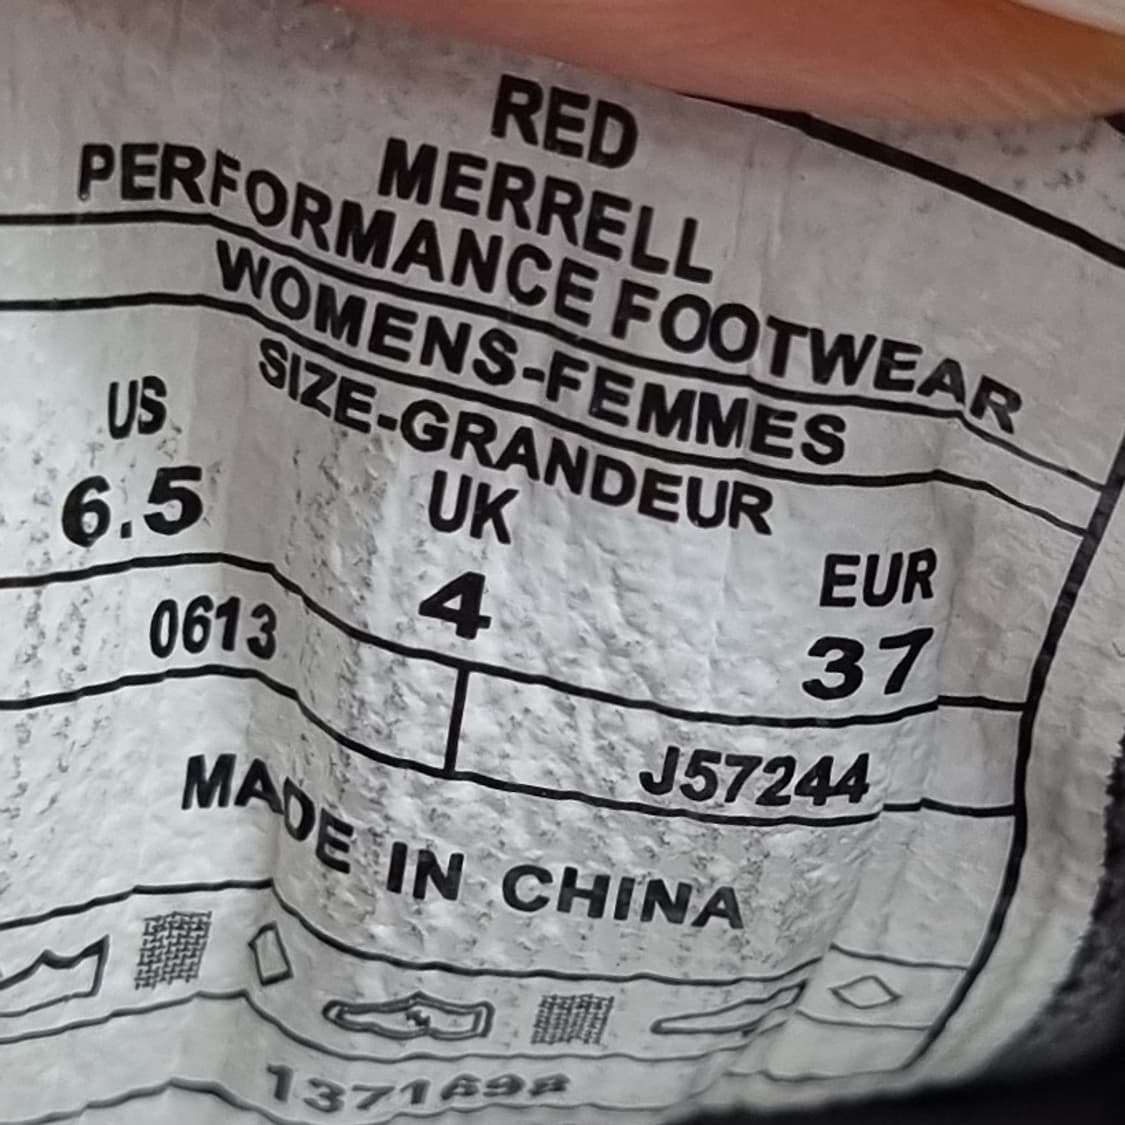 RED
MERRELL
PERFORMANCE FOOTWEAR
WOMENS-FEMMES
SIZE-GRANDEUR
US UK EUR
6.5 4 37
0613 J57244
MADE IN CHINA